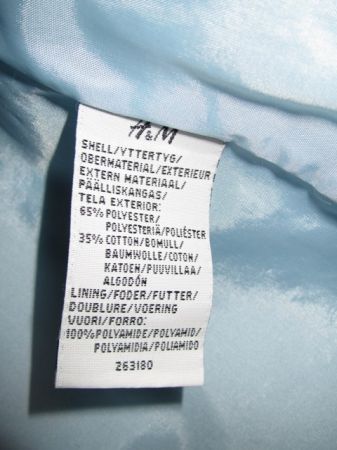 H&M
SHELL/YTTERTYG/
OBERMATERIAL/EXTERIEUR
EXTERN MATERIAAL/
PÄÄLLISKANGAS/
TELA EXTERIOR:
65% POLYESTER/
POLYESTERIÄ/POLIÉSTER
35% COTTON/BOMULL/
BAUMWOLLE/COTON/
KATOEN/PUUVILLAA/
ALGODÓN
LINING/FODER/FUTTER/
DOUBLURE/VOERING
VUORI/FORRO:
100%POLYAMIDE/POLYAMID/
POLYAMIDIA/POLIAMIDO
263180